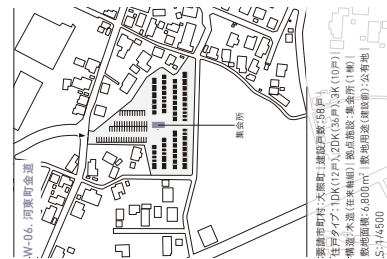 W-06. 河東町金道
集会所
要請市町村:大熊町｜建設戸数:58戸｜
住戸タイプ:1DK(12戸)、2DK(36戸)、3K(10戸)
構造:木造(在来軸組)｜拠点施設:集会所(1棟)
敷地面積:6,800m²｜敷地用途(建設前):公有地｜
S:1/4500